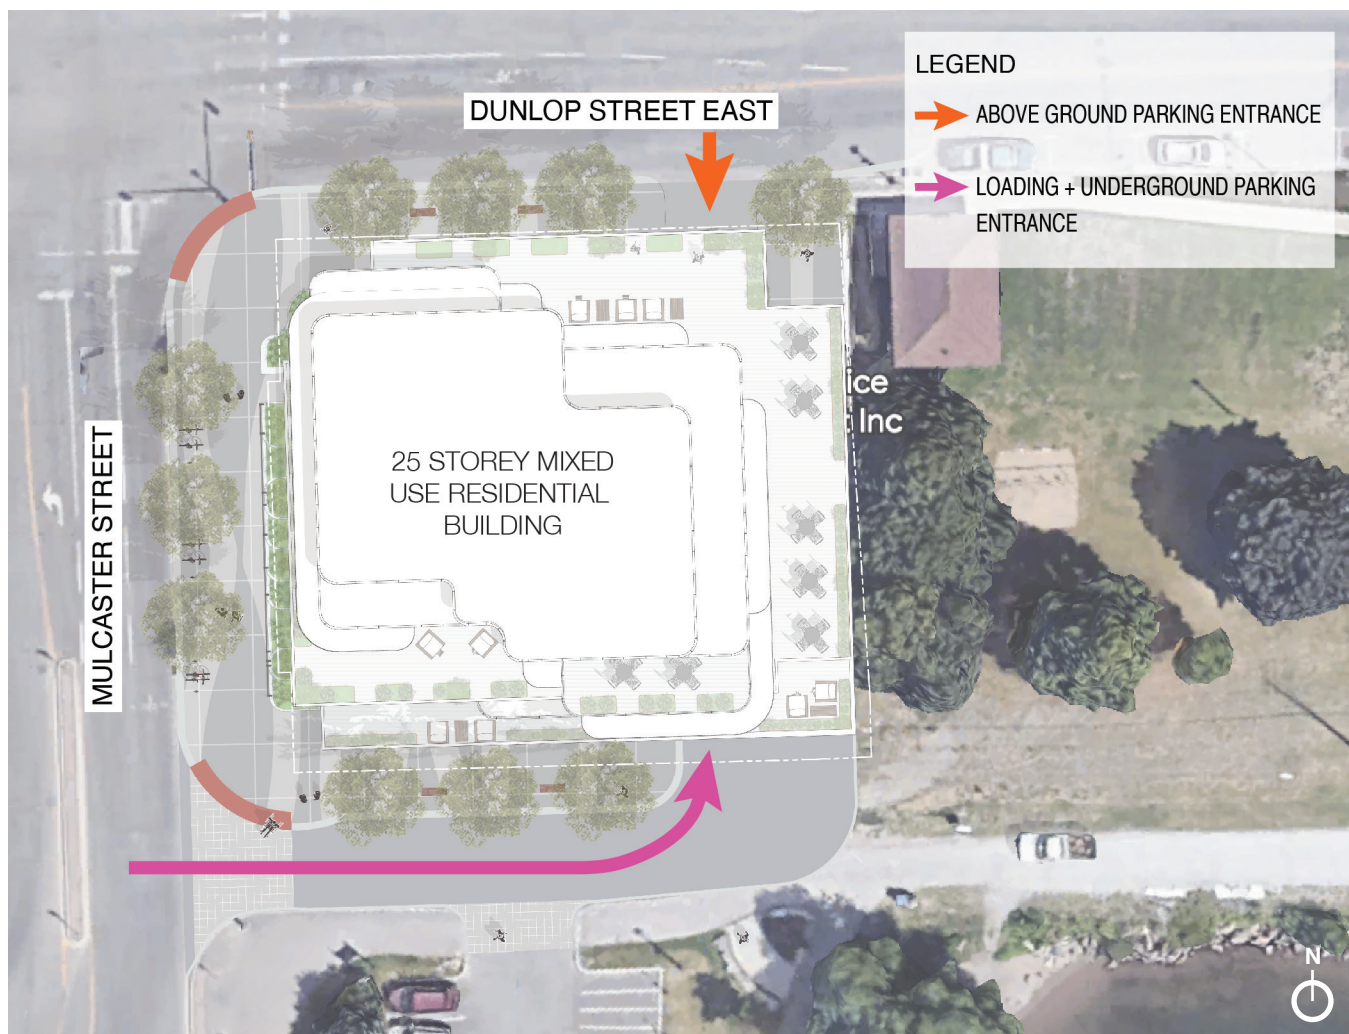 LEGEND
ABOVE GROUND PARKING ENTRANCE
LOADING + UNDERGROUND PARKING
ENTRANCE
DUNLOP STREET EAST
MULCASTER STREET
25 STOREY MIXED
USE RESIDENTIAL
BUILDING
ice
Inc
N